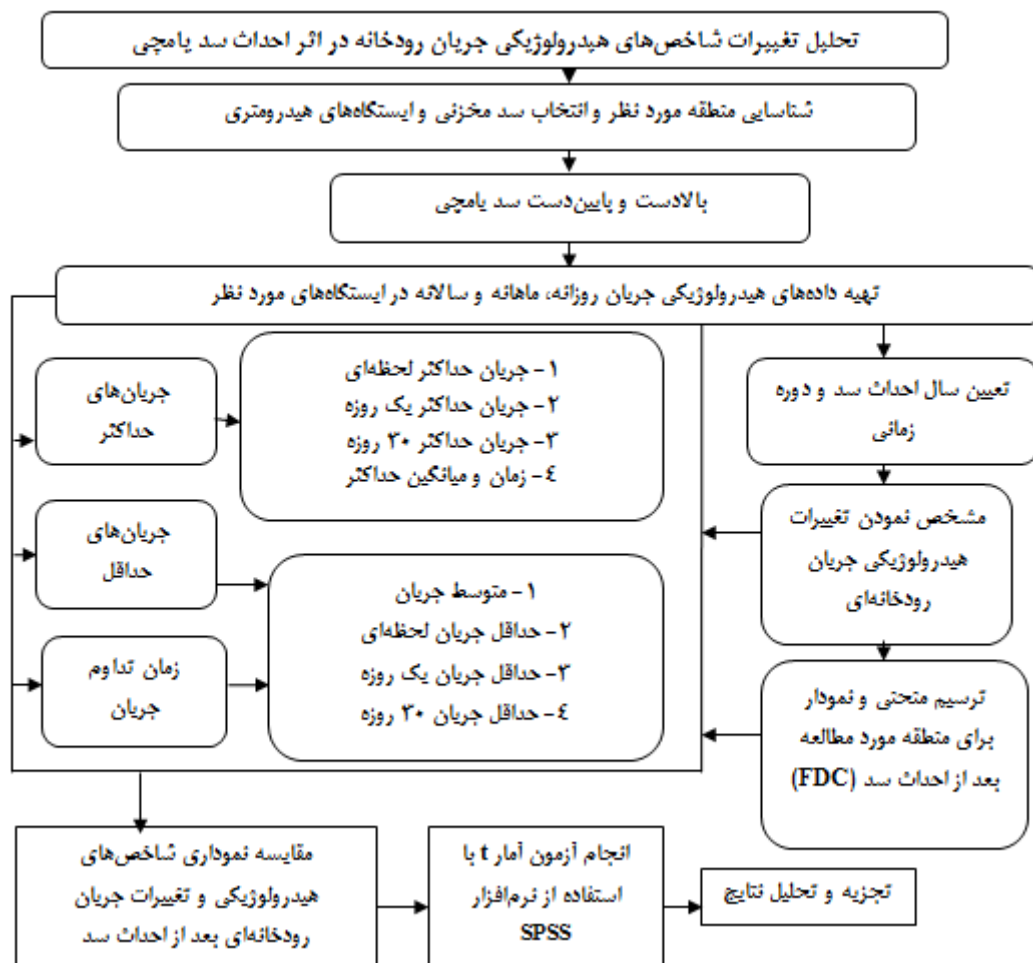 تحلیل تغییرات شاخص‌های هیدرولوژیکی جریان رودخانه در اثر احداث سد یامچی
شناسایی منطقه مورد نظر و انتخاب سد مخزنی و ایستگاه‌های هیدرومتری
بالادست و پایین‌دست سد یامچی
تهیه داده‌های هیدرولوژیکی جریان روزانه، ماهانه و سالانه در ایستگاه‌های مورد نظر
تعیین سال احداث سد و دوره
زمانی
مشخص نمودن تغییرات
هیدرولوژیکی جریان
رودخانه‌ای
ترسیم متحتی و نمودار
برای منطقه مورد مطالعه
بعد از احداث سد (FDC)
جریان‌های
حداکثر
۱- جریان حداکثر لحظه‌ای
۲- جریان حداکثر یک روزه
۳- جریان حداکثر ۳۰ روزه
٤- زمان و میانگین حداکثر
جریان‌های
حداقل
زمان تداوم
جریان
۱- متوسط جریان
۲- حداقل جریان لحظه‌ای
۳- حداقل جریان یک روزه
٤- حداقل جریان ۳۰ روزه
مقایسه نموداری شاخص‌های
هیدرولوژیکی و تغییرات جریان
رودخانه‌ای بعد از احداث سد
انجام آزمون آمار t با
استفاده از نرم‌افزار
SPSS
تجزیه و تحلیل نتایج